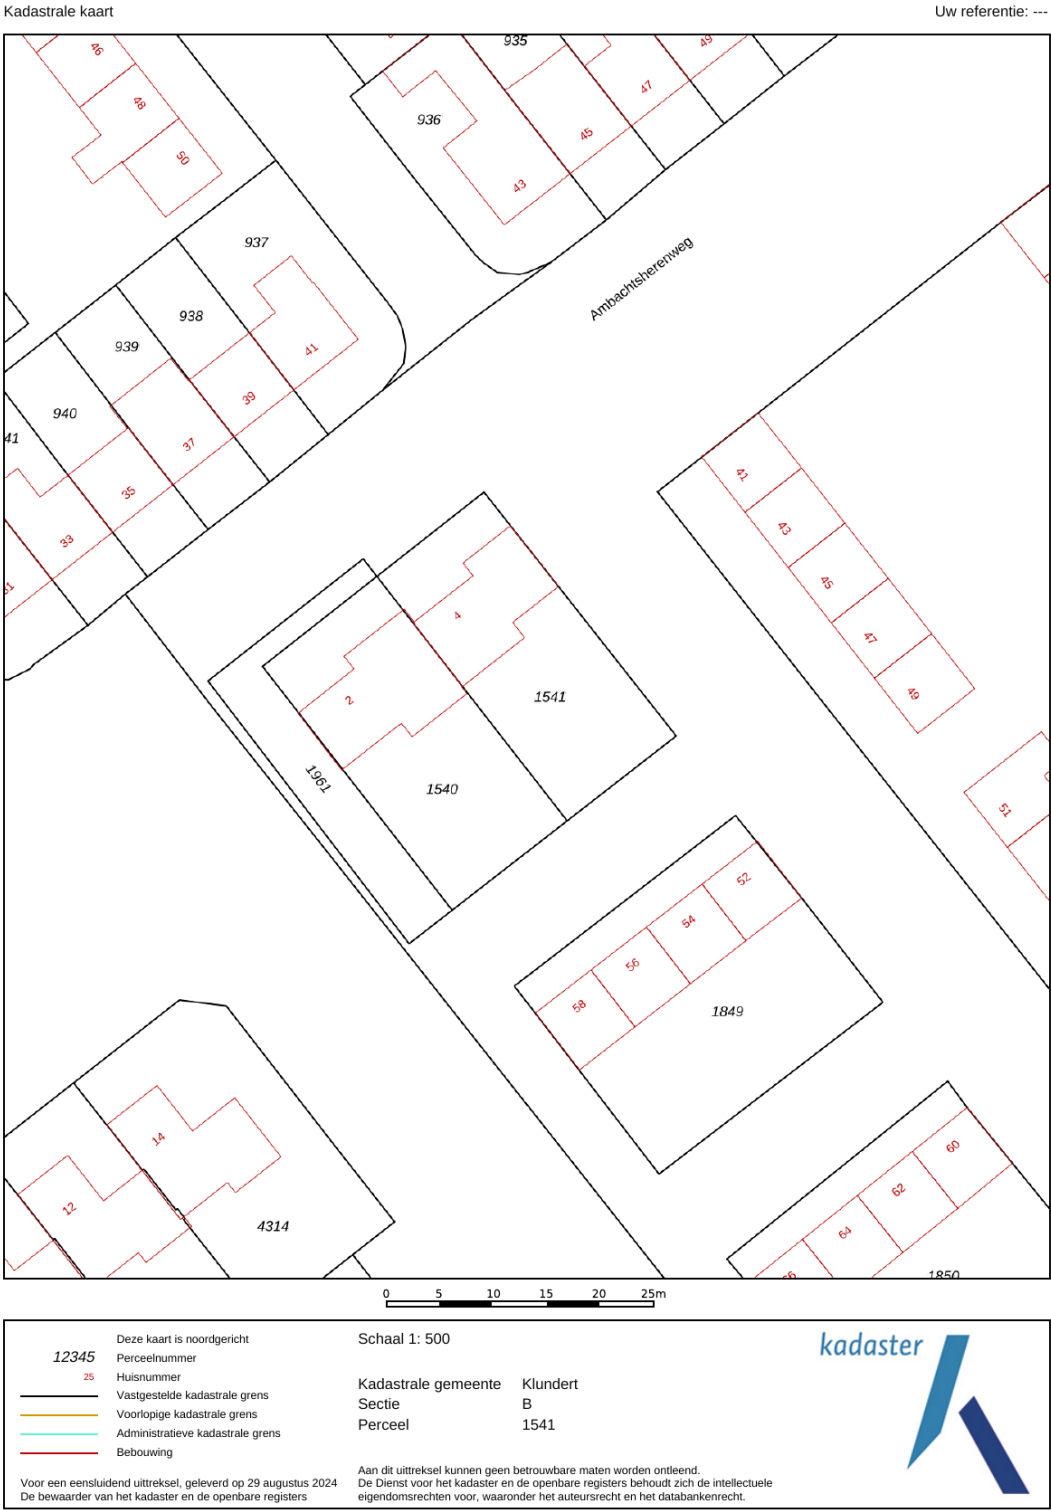 Kadastrale kaart
Uw referentie: ---
46
48
50
935
49
47
45
936
43
937
938
939
940
41
41
39
37
35
33
31
Ambachtsherenweg
41
43
45
47
49
51
4
2
1541
1540
1961
52
54
56
58
1849
14
12
4314
60
62
64
66
1850
0 5 10 15 20 25m
Deze kaart is noordgericht
12345 Perceelnummer
25 Huisnummer
Vastgestelde kadastrale grens
Voorlopige kadastrale grens
Administratieve kadastrale grens
Bebouwing
Voor een eensluidend uittreksel, geleverd op 29 augustus 2024
De bewaarder van het kadaster en de openbare registers
Schaal 1: 500
Kadastrale gemeente Klundert
Sectie B
Perceel 1541
Aan dit uittreksel kunnen geen betrouwbare maten worden ontleend.
De Dienst voor het kadaster en de openbare registers behoudt zich de intellectuele
eigendomsrechten voor, waaronder het auteursrecht en het databankenrecht.
kadaster